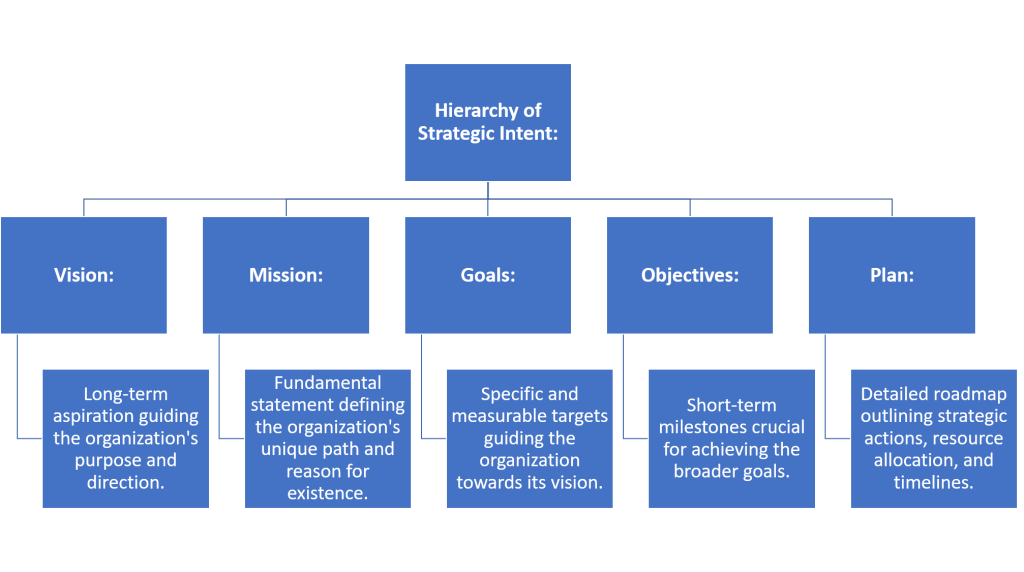 Hierarchy of
Strategic Intent:
Vision:
Mission:
Goals:
Objectives:
Plan:
Long-term
aspiration guiding
the organization's
purpose and
direction.
Fundamental
statement defining
the organization's
unique path and
reason for
existence.
Specific and
measurable targets
guiding the
organization
towards its vision.
Short-term
milestones crucial
for achieving the
broader goals.
Detailed roadmap
outlining strategic
actions, resource
allocation, and
timelines.